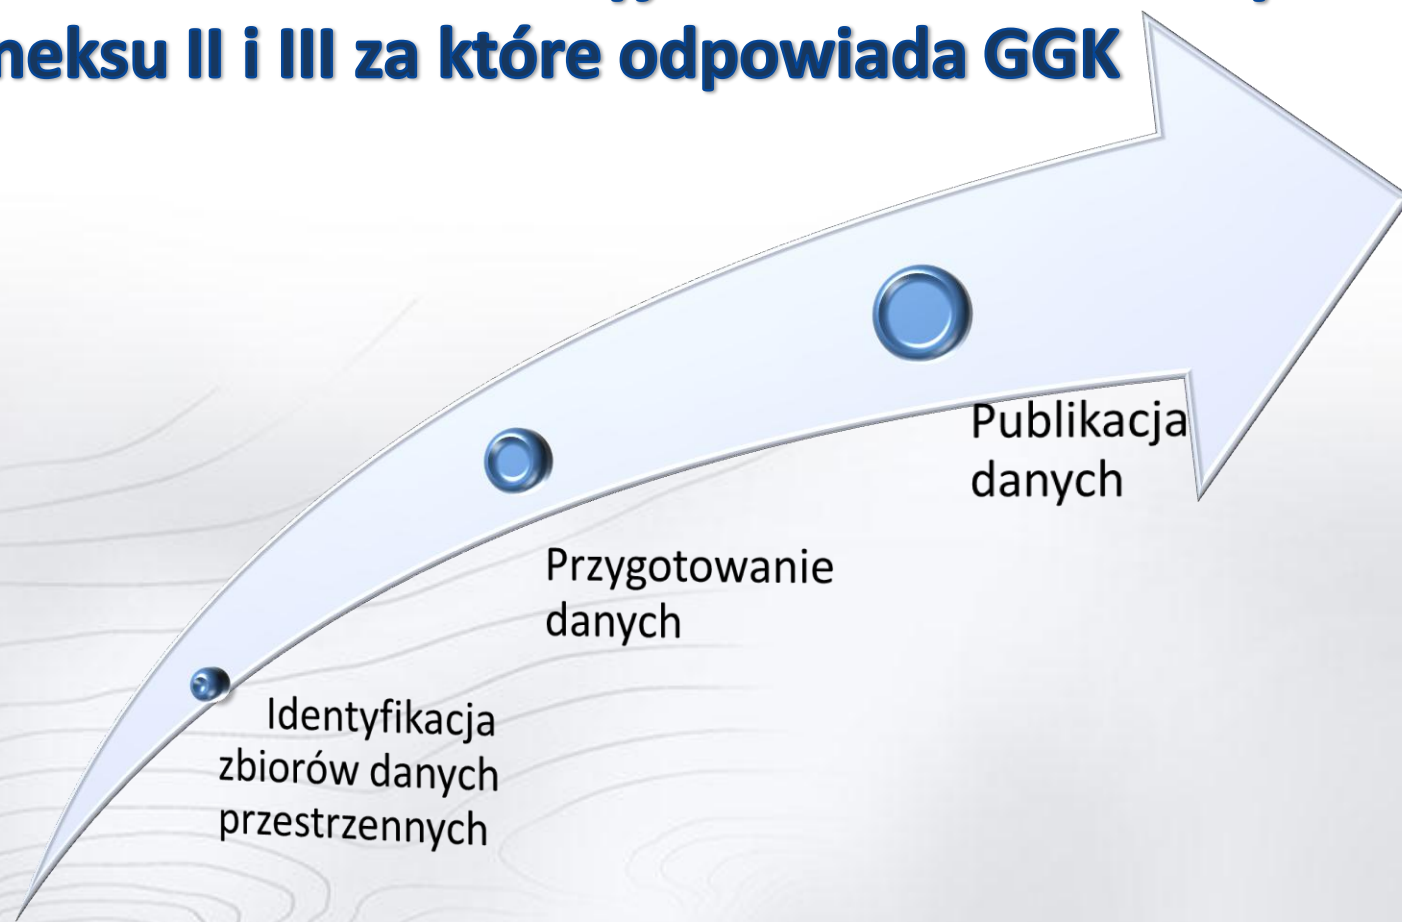 neksu II i III za które odpowiada GGK
Publikacja
danych
Przygotowanie
danych
Identyfikacja
zbiorów danych
przestrzennych